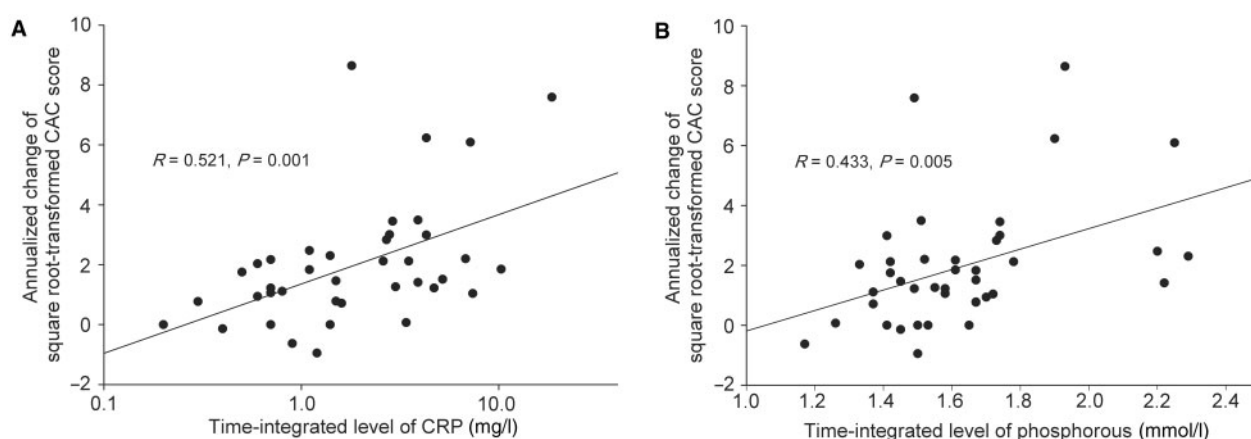 A
Annualized change of
square root-transformed CAC score
10
8
6
4
2
0
–2
R = 0.521, P = 0.001
0.1
1.0
10.0
Time-integrated level of CRP (mg/l)
B
Annualized change of
square root-transformed CAC score
10
8
6
4
2
0
–2
R = 0.433, P = 0.005
1.0
1.2
1.4
1.6
1.8
2.0
2.2
2.4
Time-integrated level of phosphorous (mmol/l)